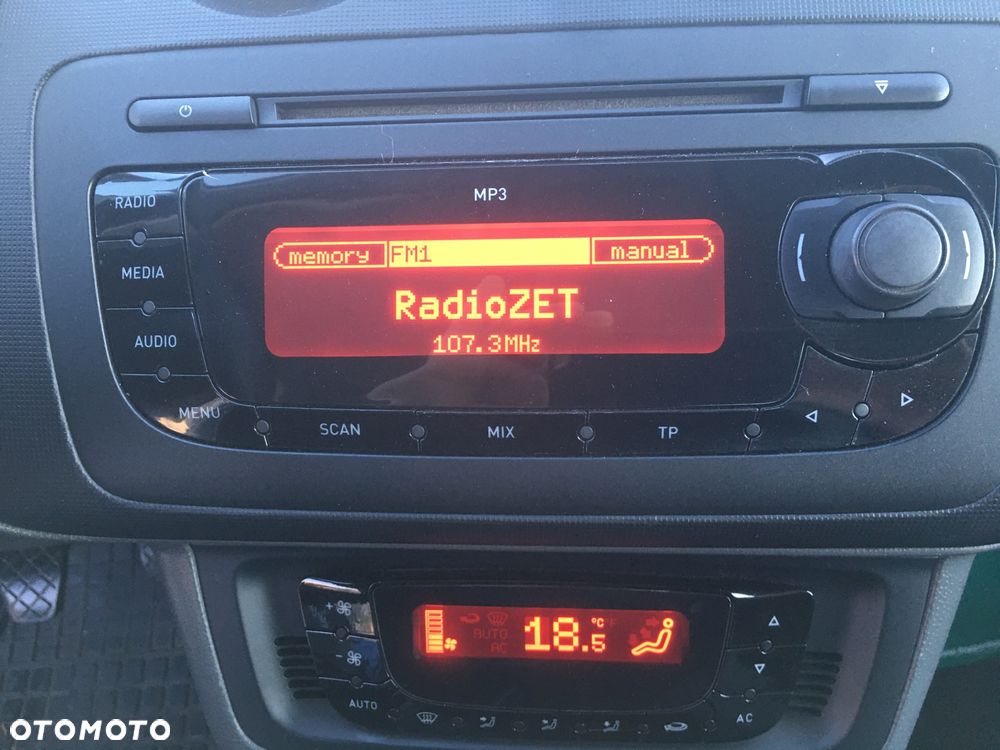 MP3
RADIO
MEDIA
AUDIO
MENU
memory FM1 manual
RadioZET
107.3MHz
SCAN MIX TP
AUTO
AC
18.5 °C °F
AUTO
AC
OTOMOTO